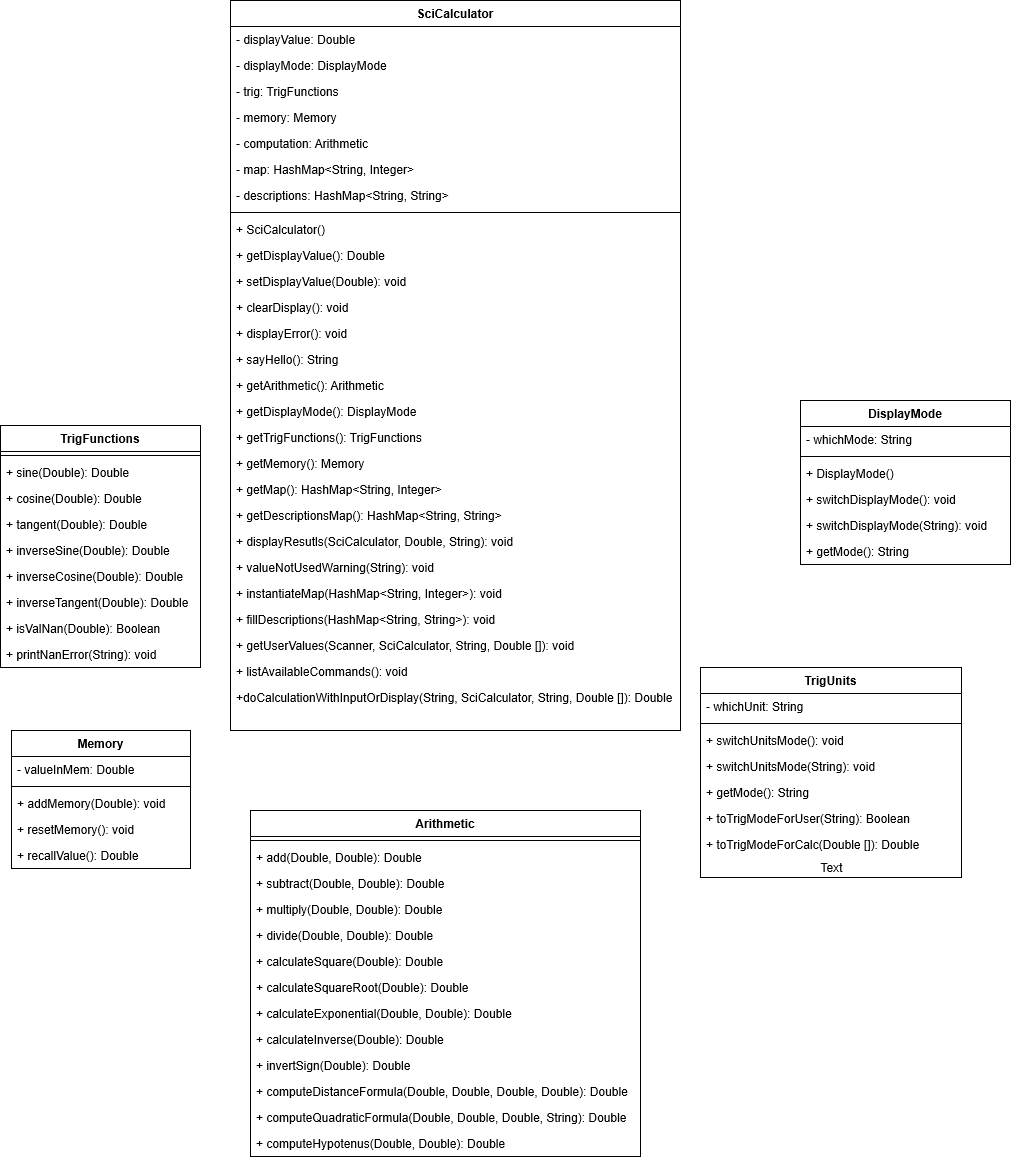 SciCalculator
- displayValue: Double
- displayMode: DisplayMode
- trig: TrigFunctions
- memory: Memory
- computation: Arithmetic
- map: HashMap<String, Integer>
- descriptions: HashMap<String, String>
+ SciCalculator()
+ getDisplayValue(): Double
+ setDisplayValue(Double): void
+ clearDisplay(): void
+ displayError(): void
+ sayHello(): String
+ getArithmetic(): Arithmetic
+ getDisplayMode(): DisplayMode
+ getTrigFunctions(): TrigFunctions
+ getMemory(): Memory
+ getMap(): HashMap<String, Integer>
+ getDescriptionsMap(): HashMap<String, String>
+ displayResutls(SciCalculator, Double, String): void
+ valueNotUsedWarning(String): void
+ instantiateMap(HashMap<String, Integer>): void
+ fillDescriptions(HashMap<String, String>): void
+ getUserValues(Scanner, SciCalculator, String, Double []): void
+ listAvailableCommands(): void
+doCalculationWithInputOrDisplay(String, SciCalculator, String, Double []): Double
TrigFunctions
+ sine(Double): Double
+ cosine(Double): Double
+ tangent(Double): Double
+ inverseSine(Double): Double
+ inverseCosine(Double): Double
+ inverseTangent(Double): Double
+ isValNan(Double): Boolean
+ printNanError(String): void
DisplayMode
- whichMode: String
+ DisplayMode()
+ switchDisplayMode(): void
+ switchDisplayMode(String): void
+ getMode(): String
TrigUnits
- whichUnit: String
+ switchUnitsMode(): void
+ switchUnitsMode(String): void
+ getMode(): String
+ toTrigModeForUser(String): Boolean
+ toTrigModeForCalc(Double []): Double
Text
Memory
- valueInMem: Double
+ addMemory(Double): void
+ resetMemory(): void
+ recallValue(): Double
Arithmetic
+ add(Double, Double): Double
+ subtract(Double, Double): Double
+ multiply(Double, Double): Double
+ divide(Double, Double): Double
+ calculateSquare(Double): Double
+ calculateSquareRoot(Double): Double
+ calculateExponential(Double, Double): Double
+ calculateInverse(Double): Double
+ invertSign(Double): Double
+ computeDistanceFormula(Double, Double, Double, Double): Double
+ computeQuadraticFormula(Double, Double, Double, String): Double
+ computeHypotenus(Double, Double): Double